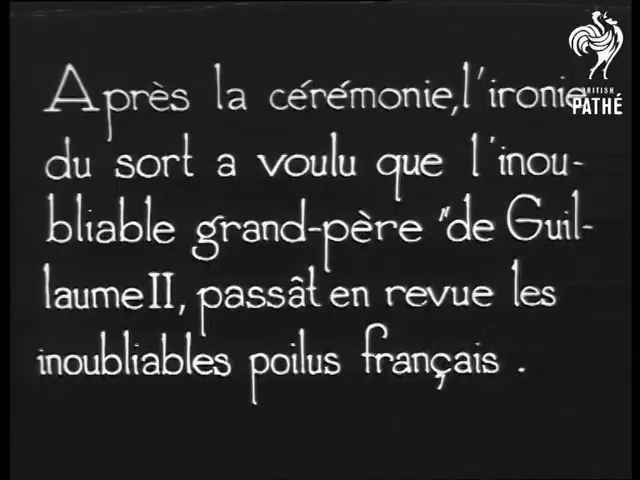 BRITISH
PATHÉ
Après la cérémonie, l'ironie
du sort a voulu que l'inou-
bliable grand-père "de Guil-
laume II, passât en revue les
inoubliables poilus français .